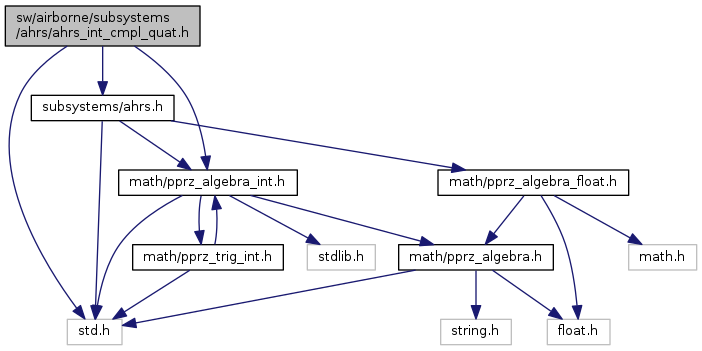 sw/airborne/subsystems
/ahrs/ahrs_int_cmpl_quat.h
subsystems/ahrs.h
math/pprz_algebra_int.h
math/pprz_algebra_float.h
math/pprz_trig_int.h
stdlib.h
math/pprz_algebra.h
math.h
std.h
string.h
float.h